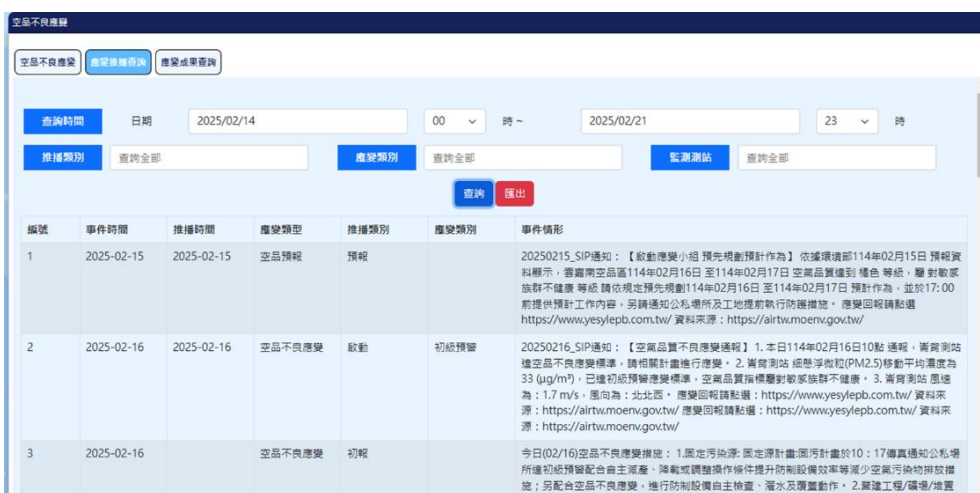 空品不良應變
空品不良應變 應變推播查詢 應變成果查詢
查詢時間 日期 2025/02/14 00 時 ~ 2025/02/21 23 時
推播類別 查詢全部 應變類別 查詢全部 監測測站 查詢全部
查詢 匯出
編號 事件時間 推播時間 應變類型 推播類別 應變類別 事件情形
1 2025-02-15 2025-02-15 空品預報 預報 20250215_SIP通知：【啟動應變小組 預先規劃預計作為】 依據環境部114年02月15日 預報資
料顯示，雲嘉南空品區114年02月16日 至114年02月17日 空氣品質達到 橘色 等級，屬 對敏感
族群不健康 等級 請依規定預先規劃114年02月16日 至114年02月17日 預計作為，並於17:00
前提供預計工作內容，另請通知公私場所及工地提前執行防護措施。 應變回報請點選
https://www.yesylepb.com.tw/ 資料來源：https://airtw.moenv.gov.tw/
2 2025-02-16 2025-02-16 空品不良應變 啟動 初級預警 20250216_SIP通知：【空氣品質不良應變通報】 1. 本日114年02月16日10點 通報，崙背測站
達空品不良應變標準，請相關計畫進行應變。 2. 崙背測站 細懸浮微粒(PM2.5)移動平均濃度為
33 (μg/m³)，已達初級預警應變標準，空氣品質指標屬對敏感族群不健康。 3. 崙背測站 風速
為：1.7 m/s，風向為：北北西。 應變回報請點選：https://www.yesylepb.com.tw/ 資料來
源：https://airtw.moenv.gov.tw/ 應變回報請點選：https://www.yesylepb.com.tw/ 資料來
源：https://airtw.moenv.gov.tw/
3 2025-02-16 空品不良應變 初報 今日(02/16)空品不良應變措施： 1.固定污染源: 固定源計畫:固污計畫於10：17傳真通知公私場
所達初級預警配合自主減產、降載或調整操作條件提升防制設備效率等減少空氣污染物排放措
施；另配合空品不良應變，進行防制設備自主檢查、灑水及覆蓋動作。 2.營建工程/礦場/堆置